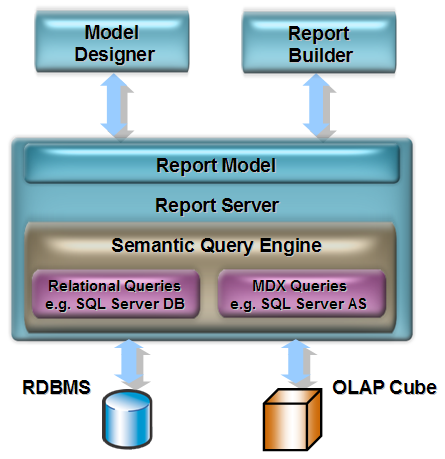 Model
Designer
Report
Builder
Report Model
Report Server
Semantic Query Engine
Relational Queries
e.g. SQL Server DB
MDX Queries
e.g. SQL Server AS
RDBMS
OLAP Cube